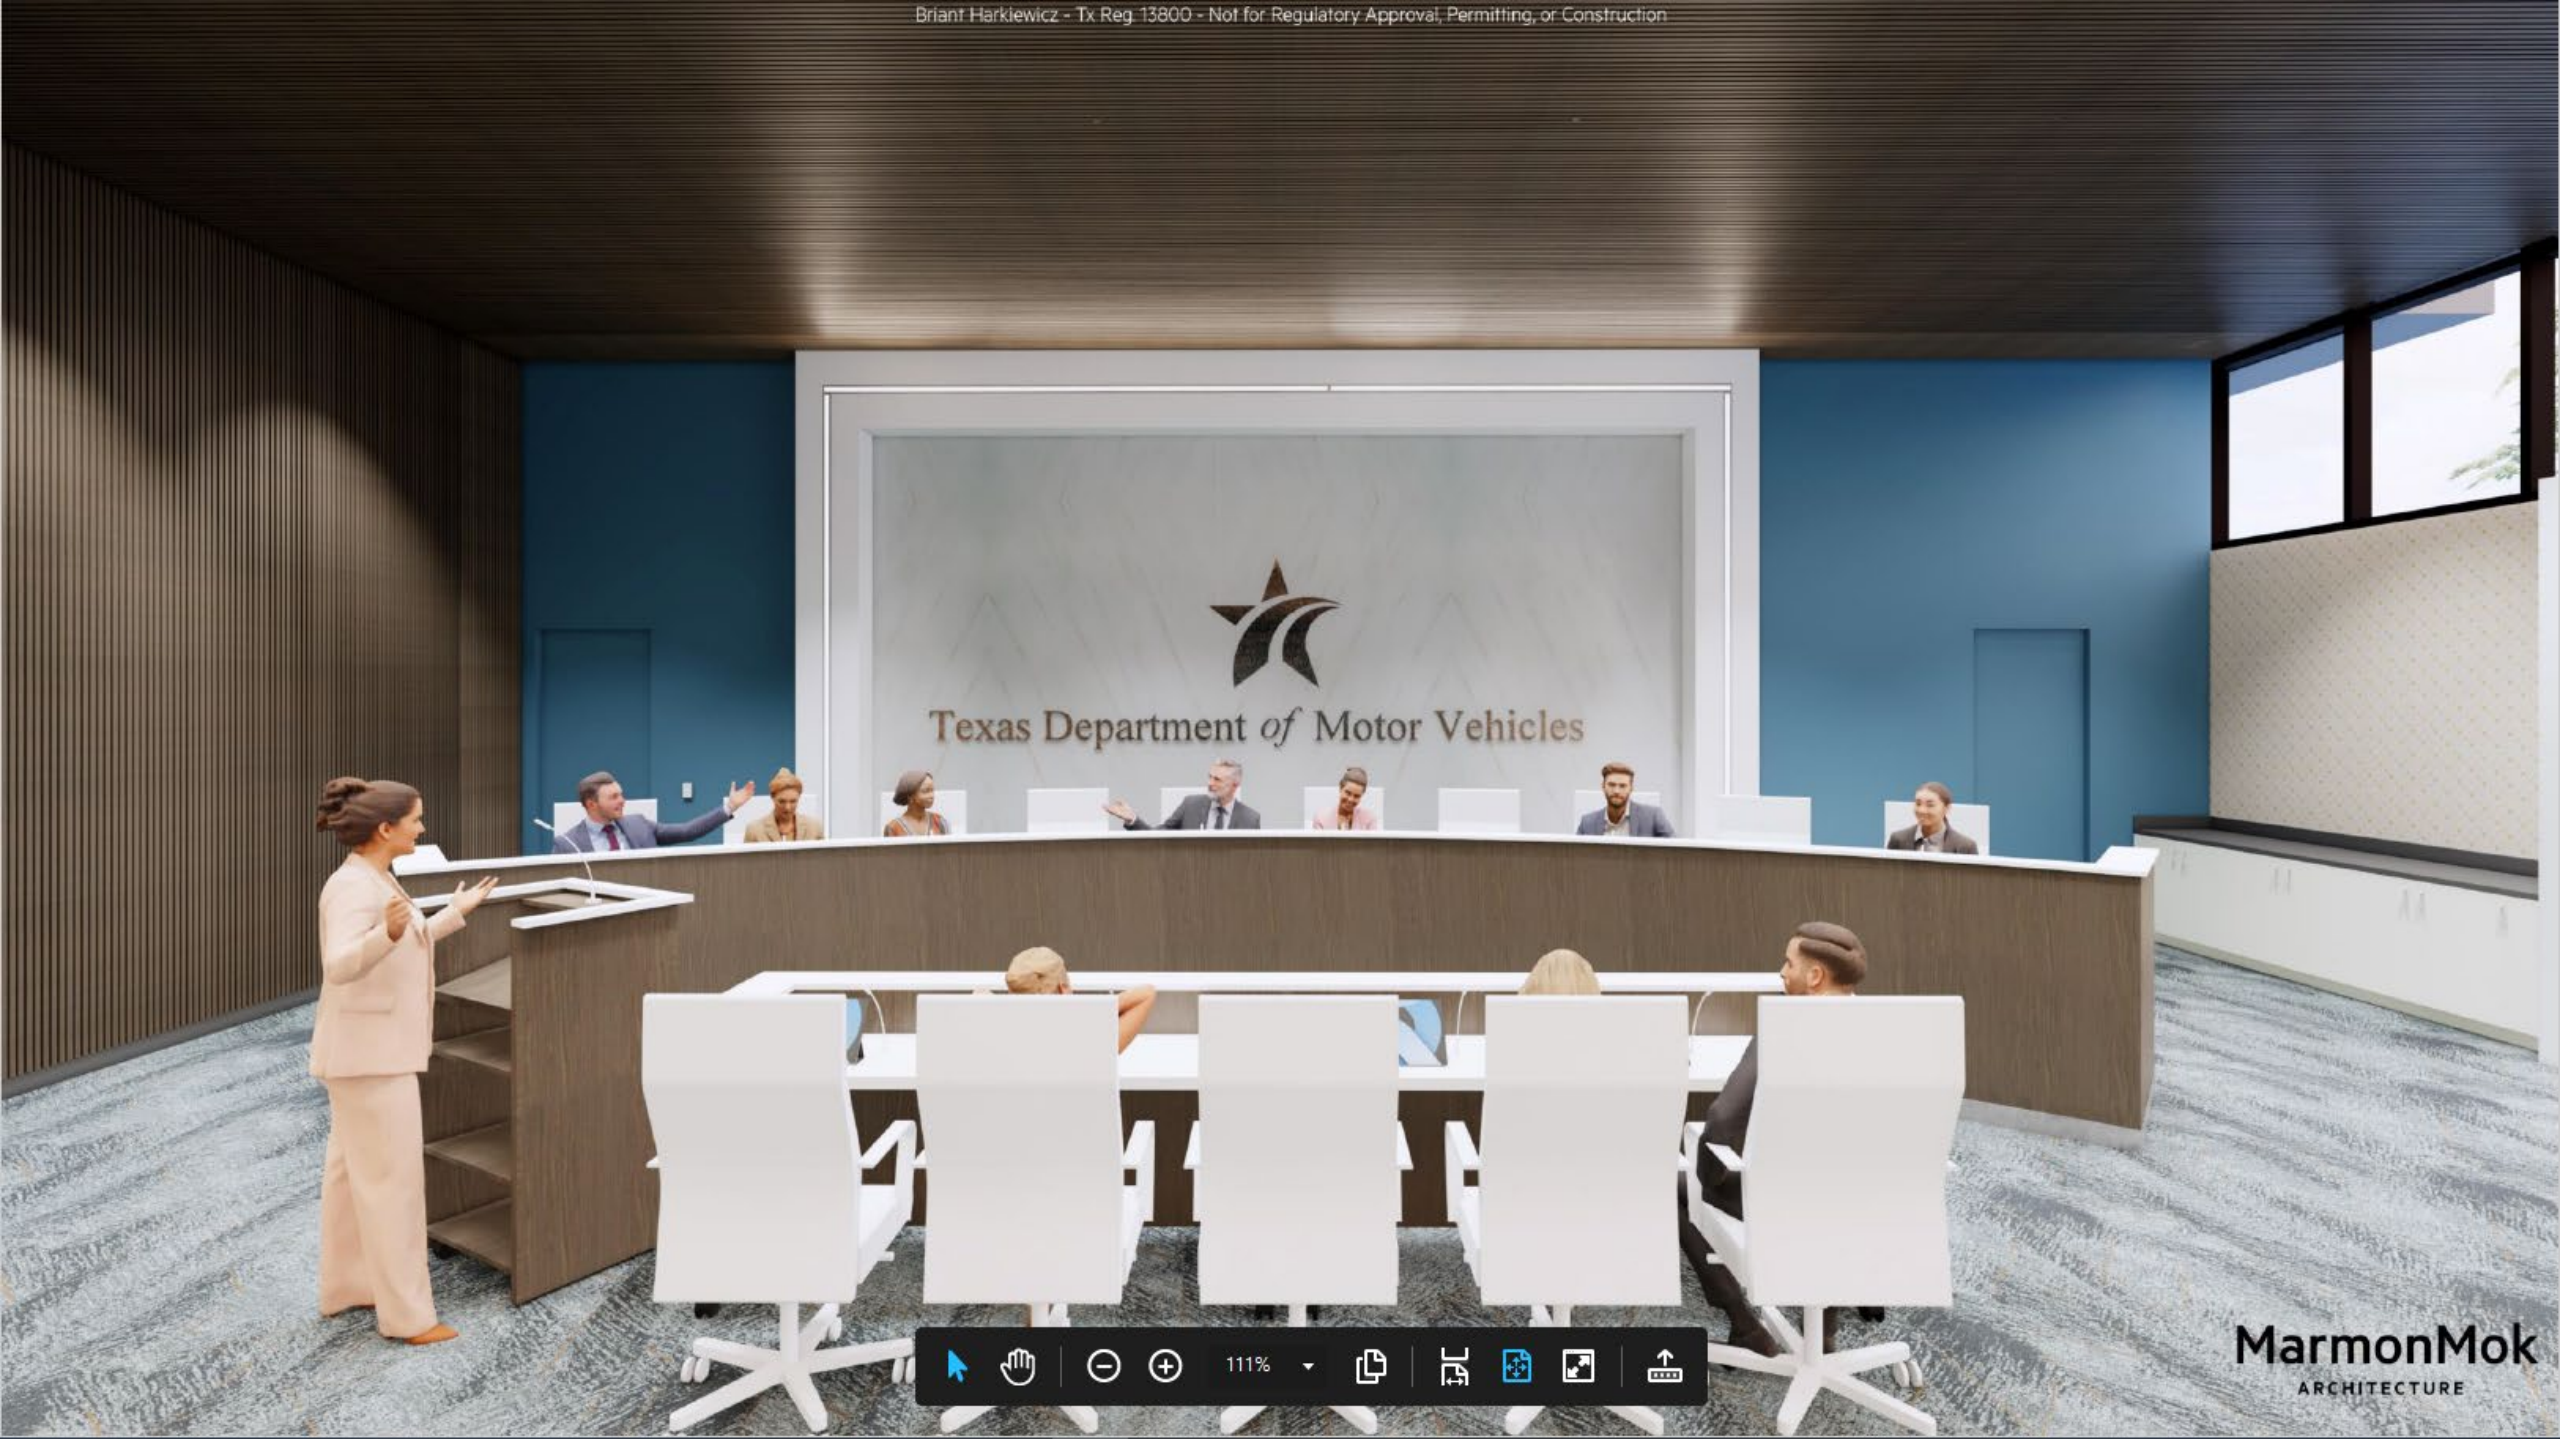 Briant Harkiewicz - Tx Reg 13800 - Not for Regulatory Approval, Permitting, or Construction
Texas Department of Motor Vehicles
111%
MarmonMok
ARCHITECTURE